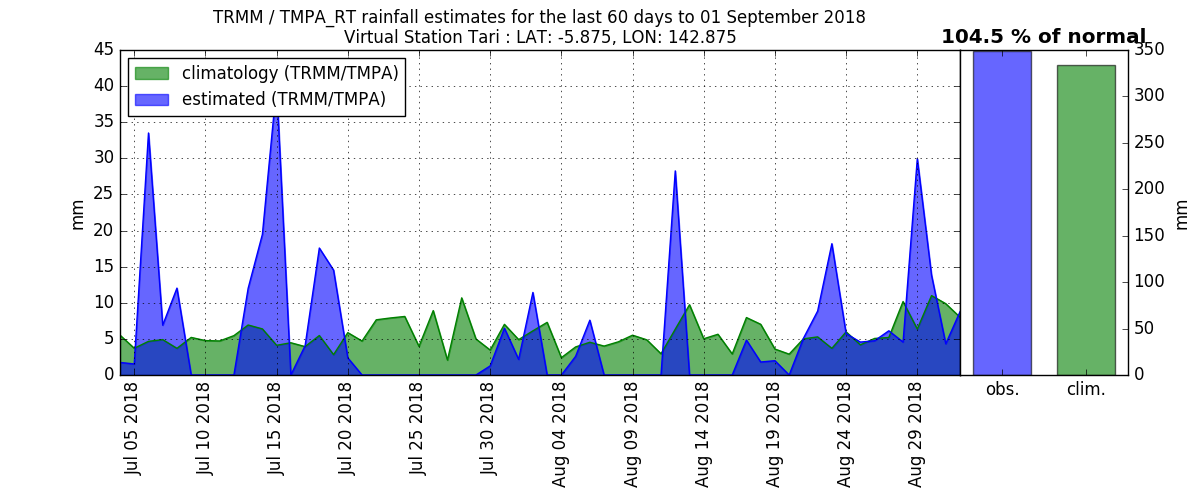 TRMM / TMPA_RT rainfall estimates for the last 60 days to 01 September 2018
Virtual Station Tari : LAT: -5.875, LON: 142.875
104.5 % of normal
climatology (TRMM/TMPA)
estimated (TRMM/TMPA)
45
40
35
30
25
20
15
10
5
0
mm
Jul 05 2018
Jul 10 2018
Jul 15 2018
Jul 20 2018
Jul 25 2018
Jul 30 2018
Aug 04 2018
Aug 09 2018
Aug 14 2018
Aug 19 2018
Aug 24 2018
Aug 29 2018
obs.
clim.
350
300
250
200
150
100
50
0
mm